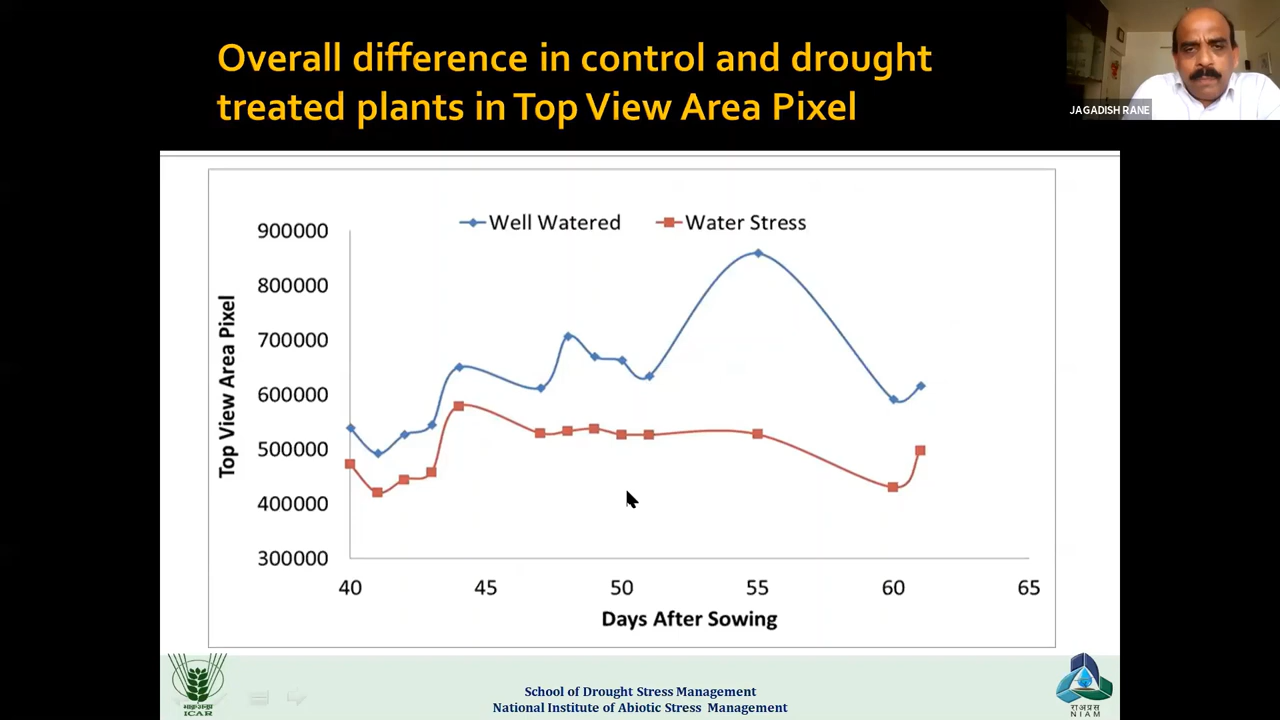 Overall difference in control and drought
treated plants in Top View Area Pixel
JAGADISH RANE
Well Watered
Water Stress
Top View Area Pixel
900000
800000
700000
600000
500000
400000
300000
40
45
50
55
60
65
Days After Sowing
School of Drought Stress Management
National Institute of Abiotic Stress Management
ICAR
NIAM